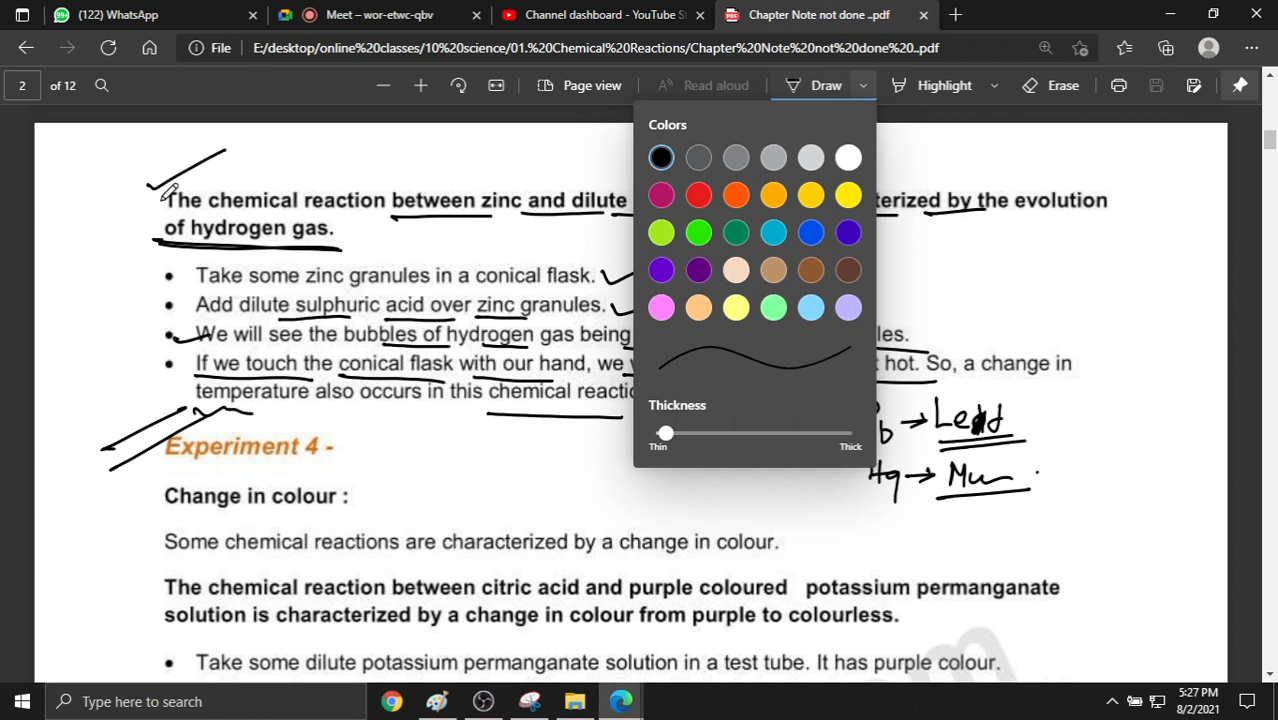 (122) WhatsApp
Meet – wor-etwc-qbv
Channel dashboard - YouTube St
Chapter Note not done ..pdf
File
E:/desktop/online%20classes/10%20science/01.%20Chemical%20Reactions/Chapter%20Note%20not%20done%20..pdf
2 of 12
Page view
Read aloud
Draw
Highlight
Erase
Colors
Thickness
Thin
Thick
The chemical reaction between zinc and dilute terized by the evolution
of hydrogen gas.
• Take some zinc granules in a conical flask.
• Add dilute sulphuric acid over zinc granules.
• We will see the bubbles of hydrogen gas being les.
• If we touch the conical flask with our hand, we t hot. So, a change in
temperature also occurs in this chemical reacti
b → Lead
Hg →
Experiment 4 -
Change in colour :
Some chemical reactions are characterized by a change in colour.
The chemical reaction between citric acid and purple coloured potassium permanganate
solution is characterized by a change in colour from purple to colourless.
• Take some dilute potassium permanganate solution in a test tube. It has purple colour.
Type here to search
5:27 PM
8/2/2021